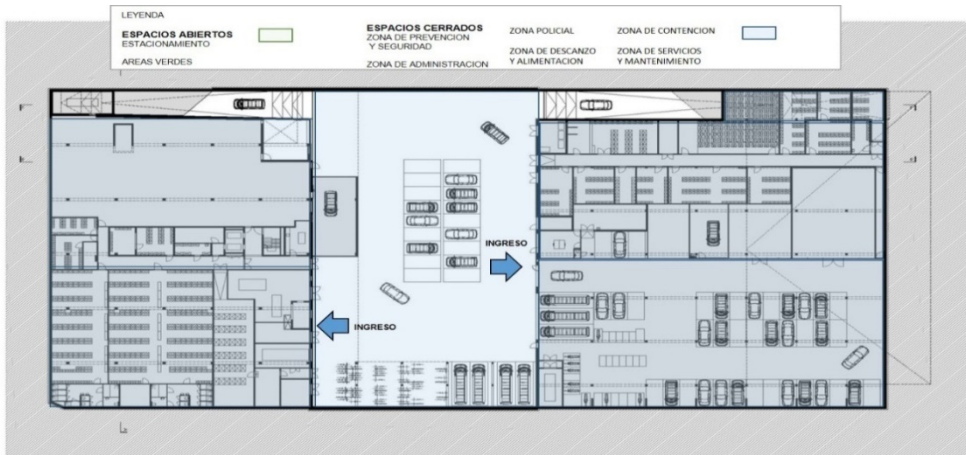 LEYENDA
ESPACIOS ABIERTOS
ESTACIONAMIENTO
AREAS VERDES
ESPACIOS CERRADOS
ZONA DE PREVENCION
Y SEGURIDAD
ZONA DE ADMINISTRACION
ZONA POLICIAL
ZONA DE DESCANZO
Y ALIMENTACION
ZONA DE CONTENCION
ZONA DE SERVICIOS
Y MANTENIMIENTO
INGRESO
INGRESO